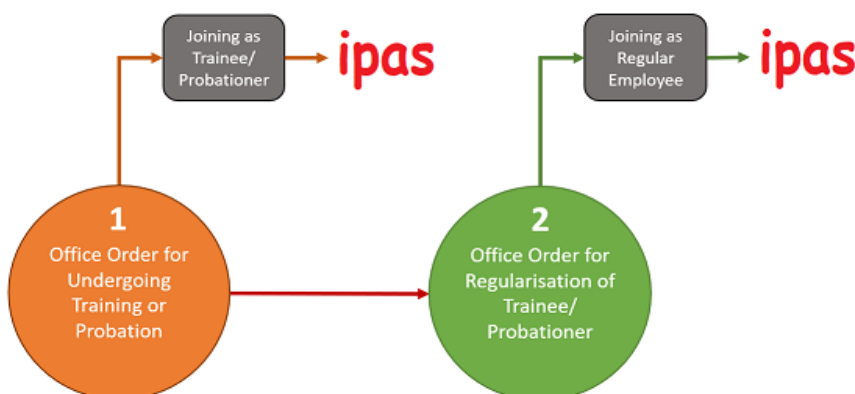 Joining as
Trainee/
Probationer
ipas
Joining as
Regular
Employee
ipas
1
Office Order for
Undergoing
Training or
Probation
2
Office Order for
Regularisation of
Trainee/
Probationer